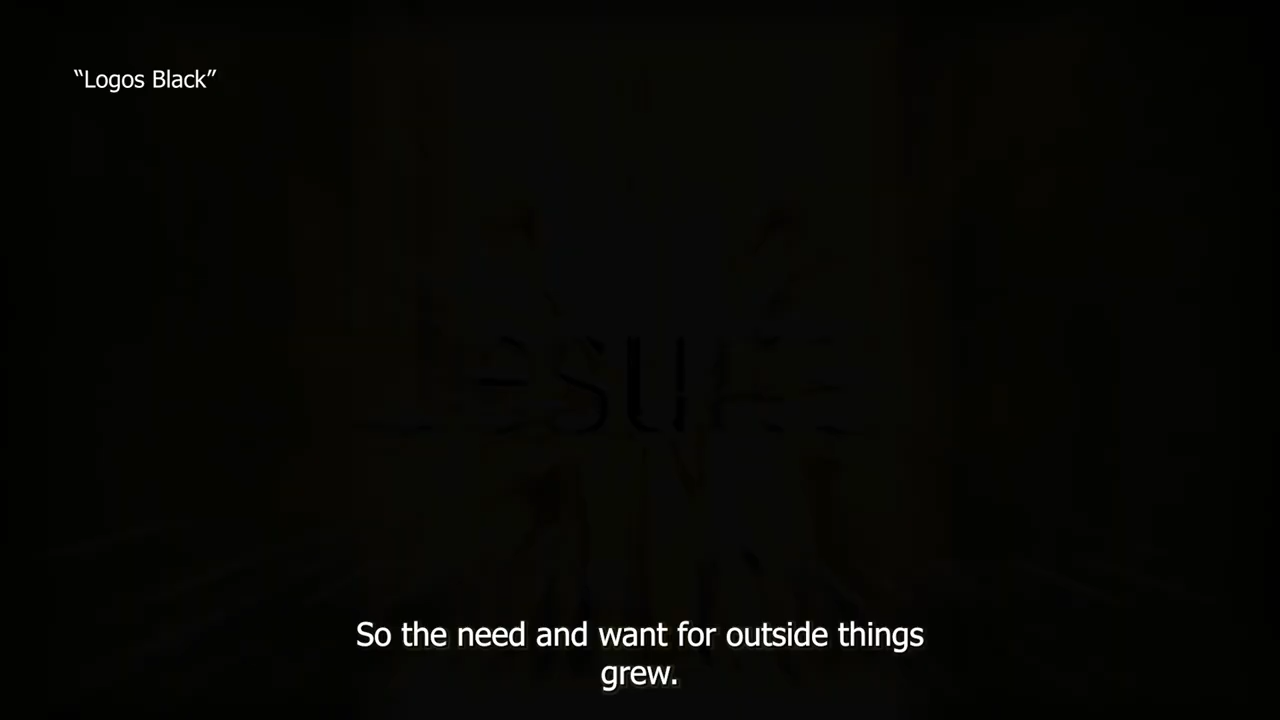 “Logos Black”
So the need and want for outside things
grew.